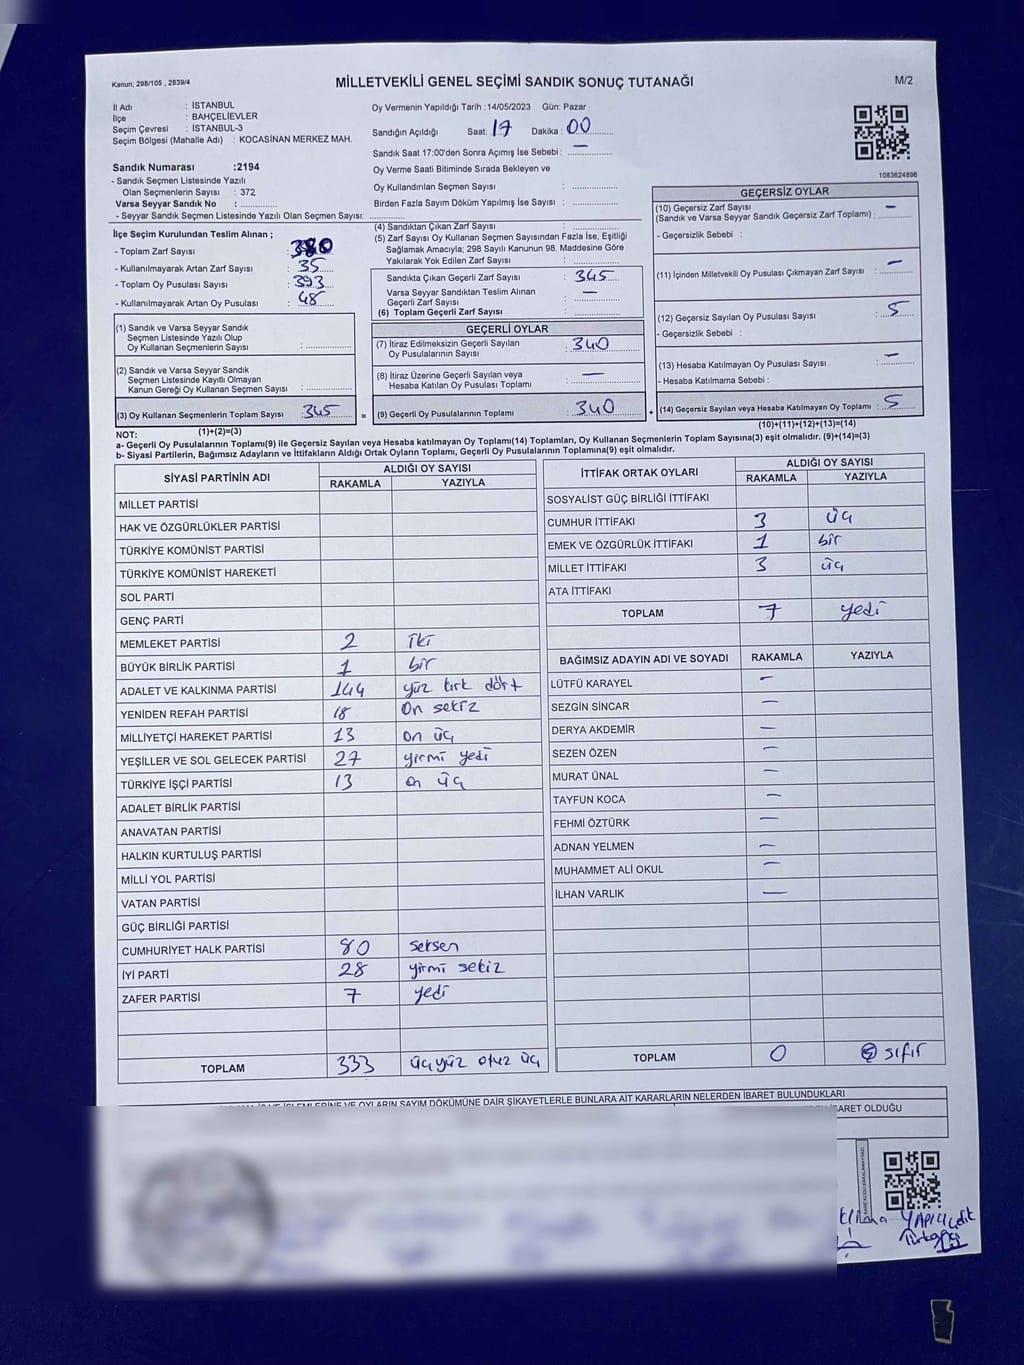 Kanun: 298/105 , 2839/4
MİLLETVEKİLİ GENEL SEÇİMİ SANDIK SONUÇ TUTANAĞI
M/2
İl Adı : İSTANBUL
İlçe : BAHÇELİEVLER
Seçim Çevresi : İSTANBUL-3
Seçim Bölgesi (Mahalle Adı) : KOCASİNAN MERKEZ MAH.
Sandık Numarası :2194
- Sandık Seçmen Listesinde Yazılı
Olan Seçmenlerin Sayısı : 372
Varsa Seyyar Sandık No :
- Seyyar Sandık Seçmen Listesinde Yazılı Olan Seçmen Sayısı:
Oy Vermenin Yapıldığı Tarih :14/05/2023 Gün: Pazar
Sandığın Açıldığı Saat: 17 Dakika : 00
Sandık Saat 17:00'den Sonra Açılmış İse Sebebi : —
Oy Verme Saati Bitiminde Sırada Bekleyen ve
Oy Kullandırılan Seçmen Sayısı :
Birden Fazla Sayım Döküm Yapılmış İse Sayısı :
1083624896
İlçe Seçim Kurulundan Teslim Alınan ;
- Toplam Zarf Sayısı : 380
- Kullanılmayarak Artan Zarf Sayısı : 35
- Toplam Oy Pusulası Sayısı : 393
- Kullanılmayarak Artan Oy Pusulası : 48
(4) Sandıktan Çıkan Zarf Sayısı :
(5) Zarf Sayısı Oy Kullanan Seçmen Sayısından Fazla İse, Eşitliği
Sağlamak Amacıyla; 298 Sayılı Kanunun 98. Maddesine Göre
Yakılarak Yok Edilen Zarf Sayısı :
Sandıkta Çıkan Geçerli Zarf Sayısı : 345
Varsa Seyyar Sandıktan Teslim Alınan
Geçerli Zarf Sayısı : —
(6) Toplam Geçerli Zarf Sayısı :
GEÇERSİZ OYLAR
(10) Geçersiz Zarf Sayısı
(Sandık ve Varsa Seyyar Sandık Geçersiz Zarf Toplamı) : —
- Geçersizlik Sebebi :
(11) İçinden Milletvekili Oy Pusulası Çıkmayan Zarf Sayısı : —
(12) Geçersiz Sayılan Oy Pusulası Sayısı : 5
- Geçersizlik Sebebi :
(13) Hesaba Katılmayan Oy Pusulası Sayısı : —
- Hesaba Katılmama Sebebi :
(14) Geçersiz Sayılan veya Hesaba Katılmayan Oy Toplamı : 5
(10)+(11)+(12)+(13)=(14)
(1) Sandık ve Varsa Seyyar Sandık
Seçmen Listesinde Yazılı Olup
Oy Kullanan Seçmenlerin Sayısı :
(2) Sandık ve Varsa Seyyar Sandık
Seçmen Listesinde Kayıtlı Olmayan
Kanun Gereği Oy Kullanan Seçmen Sayısı :
(3) Oy Kullanan Seçmenlerin Toplam Sayısı 345 =
(1)+(2)=(3)
GEÇERLİ OYLAR
(7) İtiraz Edilmeksizin Geçerli Sayılan
Oy Pusulalarının Sayısı : 340
(8) İtiraz Üzerine Geçerli Sayılan veya
Hesaba Katılan Oy Pusulası Toplamı : —
(9) Geçerli Oy Pusulalarının Toplamı : 340 +
NOT:
a- Geçerli Oy Pusulalarının Toplamı(9) ile Geçersiz Sayılan veya Hesaba katılmayan Oy Toplamı(14) Toplamları, Oy Kullanan Seçmenlerin Toplam Sayısına(3) eşit olmalıdır. (9)+(14)=(3)
b- Siyasi Partilerin, Bağımsız Adayların ve İttifakların Aldığı Ortak Oyların Toplamı, Geçerli Oy Pusulalarının Toplamına(9) eşit olmalıdır.
SİYASİ PARTİNİN ADI
ALDIĞI OY SAYISI
RAKAMLA YAZIYLA
MİLLET PARTİSİ
HAK VE ÖZGÜRLÜKLER PARTİSİ
TÜRKİYE KOMÜNİST PARTİSİ
TÜRKİYE KOMÜNİST HAREKETİ
SOL PARTİ
GENÇ PARTİ
MEMLEKET PARTİSİ 2 iki
BÜYÜK BİRLİK PARTİSİ 1 bir
ADALET VE KALKINMA PARTİSİ 144 yüz kırk dört
YENİDEN REFAH PARTİSİ 18 On sekiz
MİLLİYETÇİ HAREKET PARTİSİ 13 on üç
YEŞİLLER VE SOL GELECEK PARTİSİ 27 yirmi yedi
TÜRKİYE İŞÇİ PARTİSİ 13 on üç
ADALET BİRLİK PARTİSİ
ANAVATAN PARTİSİ
HALKIN KURTULUŞ PARTİSİ
MİLLİ YOL PARTİSİ
VATAN PARTİSİ
GÜÇ BİRLİĞİ PARTİSİ
CUMHURİYET HALK PARTİSİ 80 seksen
İYİ PARTİ 28 yirmi sekiz
ZAFER PARTİSİ 7 yedi
TOPLAM 333 üçyüz otuz üç
İTTİFAK ORTAK OYLARI
ALDIĞI OY SAYISI
RAKAMLA YAZIYLA
SOSYALİST GÜÇ BİRLİĞİ İTTİFAKI
CUMHUR İTTİFAKI 3 üç
EMEK VE ÖZGÜRLÜK İTTİFAKI 1 bir
MİLLET İTTİFAKI 3 üç
ATA İTTİFAKI
TOPLAM 7 yedi
BAĞIMSIZ ADAYIN ADI VE SOYADI RAKAMLA YAZIYLA
LÜTFÜ KARAYEL —
SEZGİN SİNCAR —
DERYA AKDEMİR —
SEZEN ÖZEN —
MURAT ÜNAL —
TAYFUN KOCA —
FEHMİ ÖZTÜRK —
ADNAN YELMEN —
MUHAMMET ALİ OKUL —
İLHAN VARLIK —
TOPLAM 0 sıfır
İŞLEMLERİNE VE OYLARIN SAYIM DÖKÜMÜNE DAİR ŞİKAYETLERLE BUNLARA AİT KARARLARIN NELERDEN İBARET BULUNDUKLARI
İBARET OLDUĞU